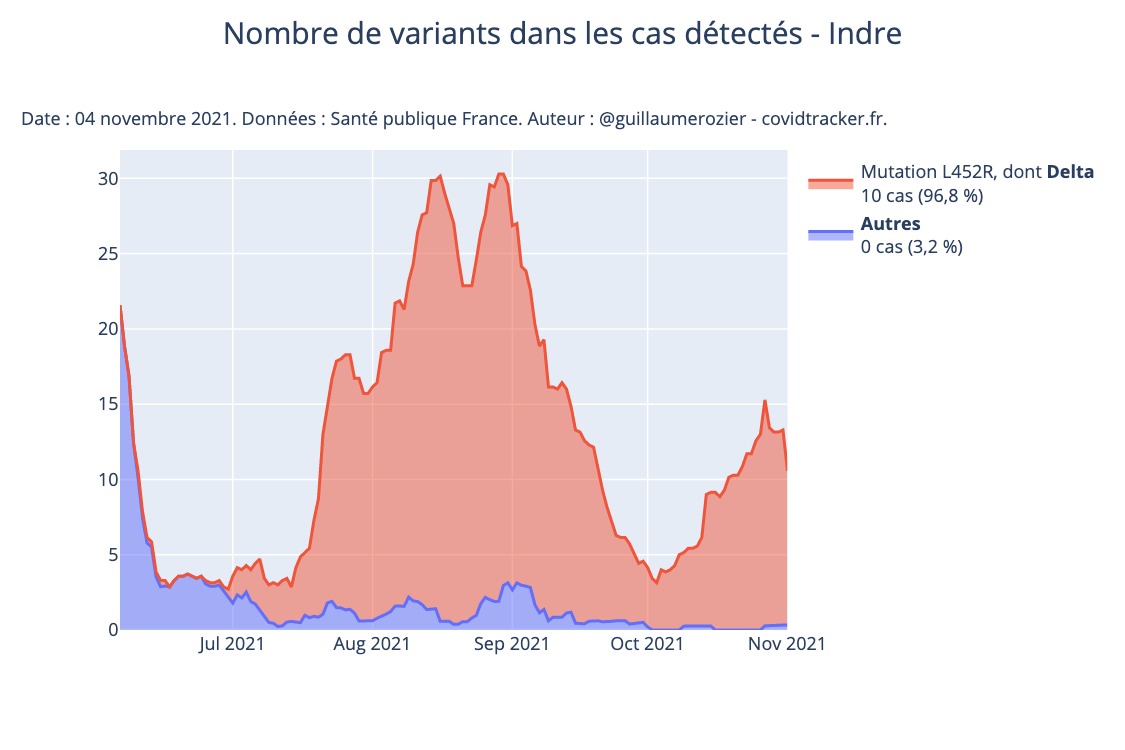 Nombre de variants dans les cas détectés - Indre
Date : 04 novembre 2021. Données : Santé publique France. Auteur : @guillaumerozier - covidtracker.fr.
Mutation L452R, dont Delta
10 cas (96,8 %)
Autres
0 cas (3,2 %)
30
25
20
15
10
5
0
Jul 2021
Aug 2021
Sep 2021
Oct 2021
Nov 2021